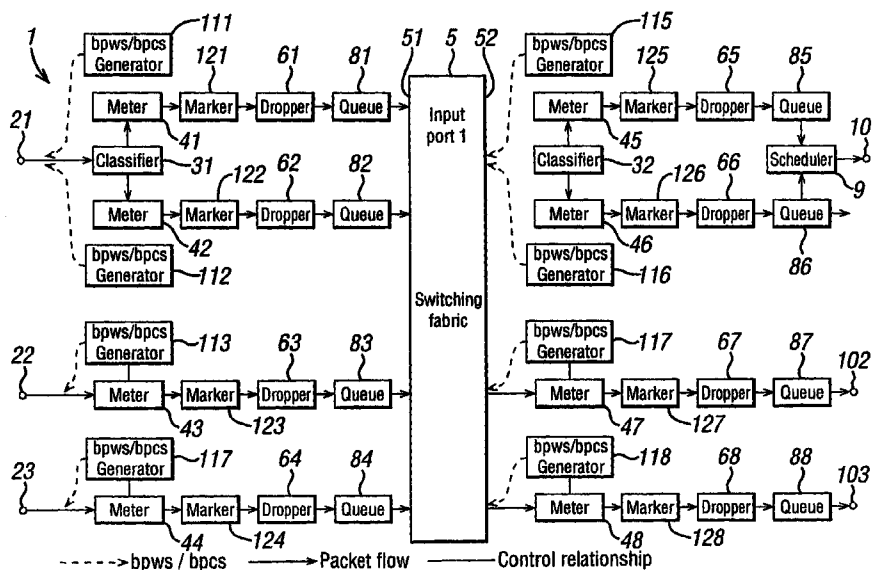 1
111
bpws/bpcs
Generator
121
61
81
51
5
52
115
bpws/bpcs
Generator
125
65
85
Meter
Marker
Dropper
Queue
Input
port 1
Meter
Marker
Dropper
Queue
21
41
45
10
Classifier
31
122
62
82
Classifier
32
126
66
Scheduler
9
Meter
Marker
Dropper
Queue
Meter
Marker
Dropper
Queue
42
46
86
bpws/bpcs
Generator
112
bpws/bpcs
Generator
116
Switching
fabric
22
bpws/bpcs
Generator
113
63
83
bpws/bpcs
Generator
117
67
87
102
Meter
Marker
Dropper
Queue
Meter
Marker
Dropper
Queue
43
123
47
127
23
bpws/bpcs
Generator
117
64
84
bpws/bpcs
Generator
118
68
88
103
Meter
Marker
Dropper
Queue
Meter
Marker
Dropper
Queue
44
124
48
128
bpws / bpcs
Packet flow
Control relationship